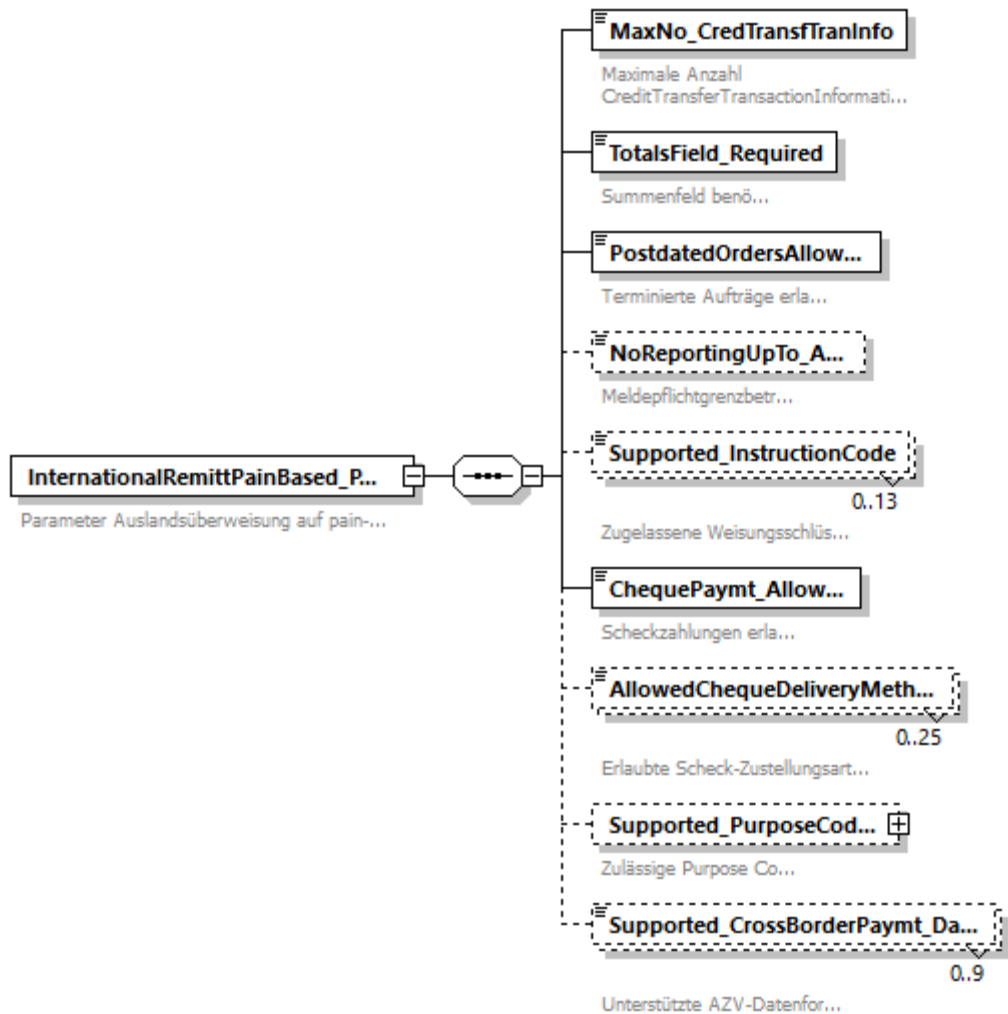 MaxNo_CredTransfTranInfo
Maximale Anzahl
CreditTransferTransactionInformati...
TotalsField_Required
Summenfeld benö...
PostdatedOrdersAllow...
Terminierte Aufträge erla...
NoReportingUpTo_A...
Meldepflichtgrenzbetr...
Supported_InstructionCode
0..13
Zugelassene Weisungsschlüs...
InternationalRemittPainBased_P...
Parameter Auslandsüberweisung auf pain-...
ChequePaymt_Allow...
Scheckzahlungen erla...
AllowedChequeDeliveryMeth...
0..25
Erlaubte Scheck-Zustellungsart...
Supported_PurposeCod...
Zulässige Purpose Co...
Supported_CrossBorderPaymt_Da...
0..9
Unterstützte AZV-Datenfor...